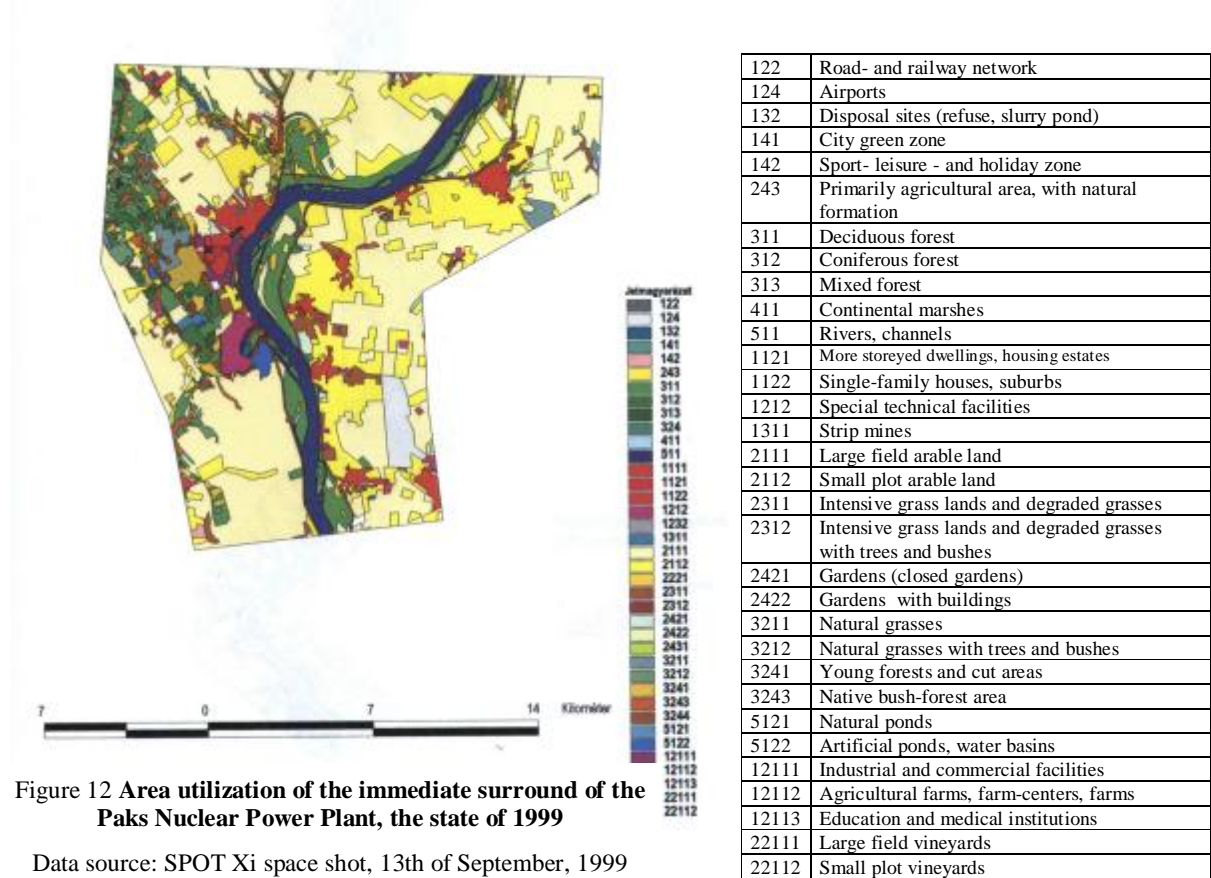 Jelmagyarázat
122
124
132
141
142
243
311
312
313
324
411
511
1111
1121
1122
1212
1232
1311
2111
2112
2221
2311
2312
2421
2422
2431
3211
3212
3241
3243
3244
5121
5122
12111
12112
12113
22111
22112
7 0 7 14 Kilométer
Figure 12 Area utilization of the immediate surround of the
Paks Nuclear Power Plant, the state of 1999
Data source: SPOT Xi space shot, 13th of September, 1999
122 Road- and railway network
124 Airports
132 Disposal sites (refuse, slurry pond)
141 City green zone
142 Sport- leisure - and holiday zone
243 Primarily agricultural area, with natural
formation
311 Deciduous forest
312 Coniferous forest
313 Mixed forest
411 Continental marshes
511 Rivers, channels
1121 More storeyed dwellings, housing estates
1122 Single-family houses, suburbs
1212 Special technical facilities
1311 Strip mines
2111 Large field arable land
2112 Small plot arable land
2311 Intensive grass lands and degraded grasses
2312 Intensive grass lands and degraded grasses
with trees and bushes
2421 Gardens (closed gardens)
2422 Gardens with buildings
3211 Natural grasses
3212 Natural grasses with trees and bushes
3241 Young forests and cut areas
3243 Native bush-forest area
5121 Natural ponds
5122 Artificial ponds, water basins
12111 Industrial and commercial facilities
12112 Agricultural farms, farm-centers, farms
12113 Education and medical institutions
22111 Large field vineyards
22112 Small plot vineyards